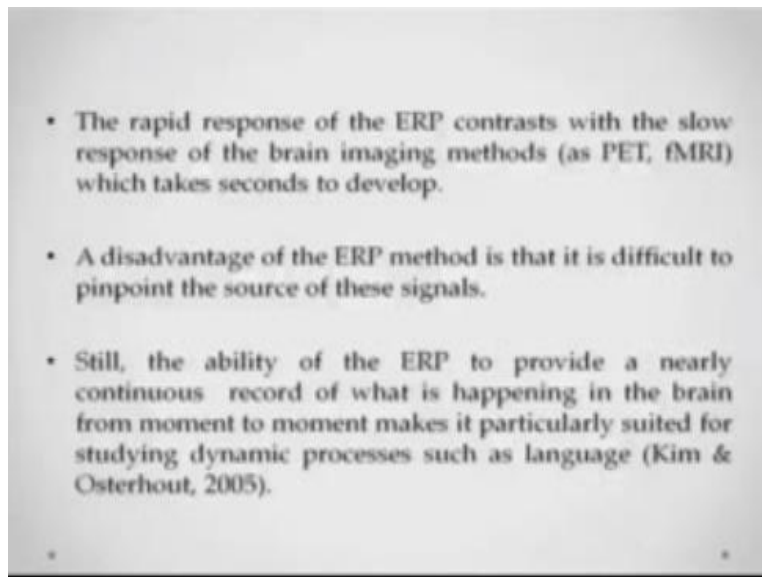 • The rapid response of the ERP contrasts with the slow
response of the brain imaging methods (as PET, fMRI)
which takes seconds to develop.
• A disadvantage of the ERP method is that it is difficult to
pinpoint the source of these signals.
• Still, the ability of the ERP to provide a nearly
continuous record of what is happening in the brain
from moment to moment makes it particularly suited for
studying dynamic processes such as language (Kim &
Osterhout, 2005).